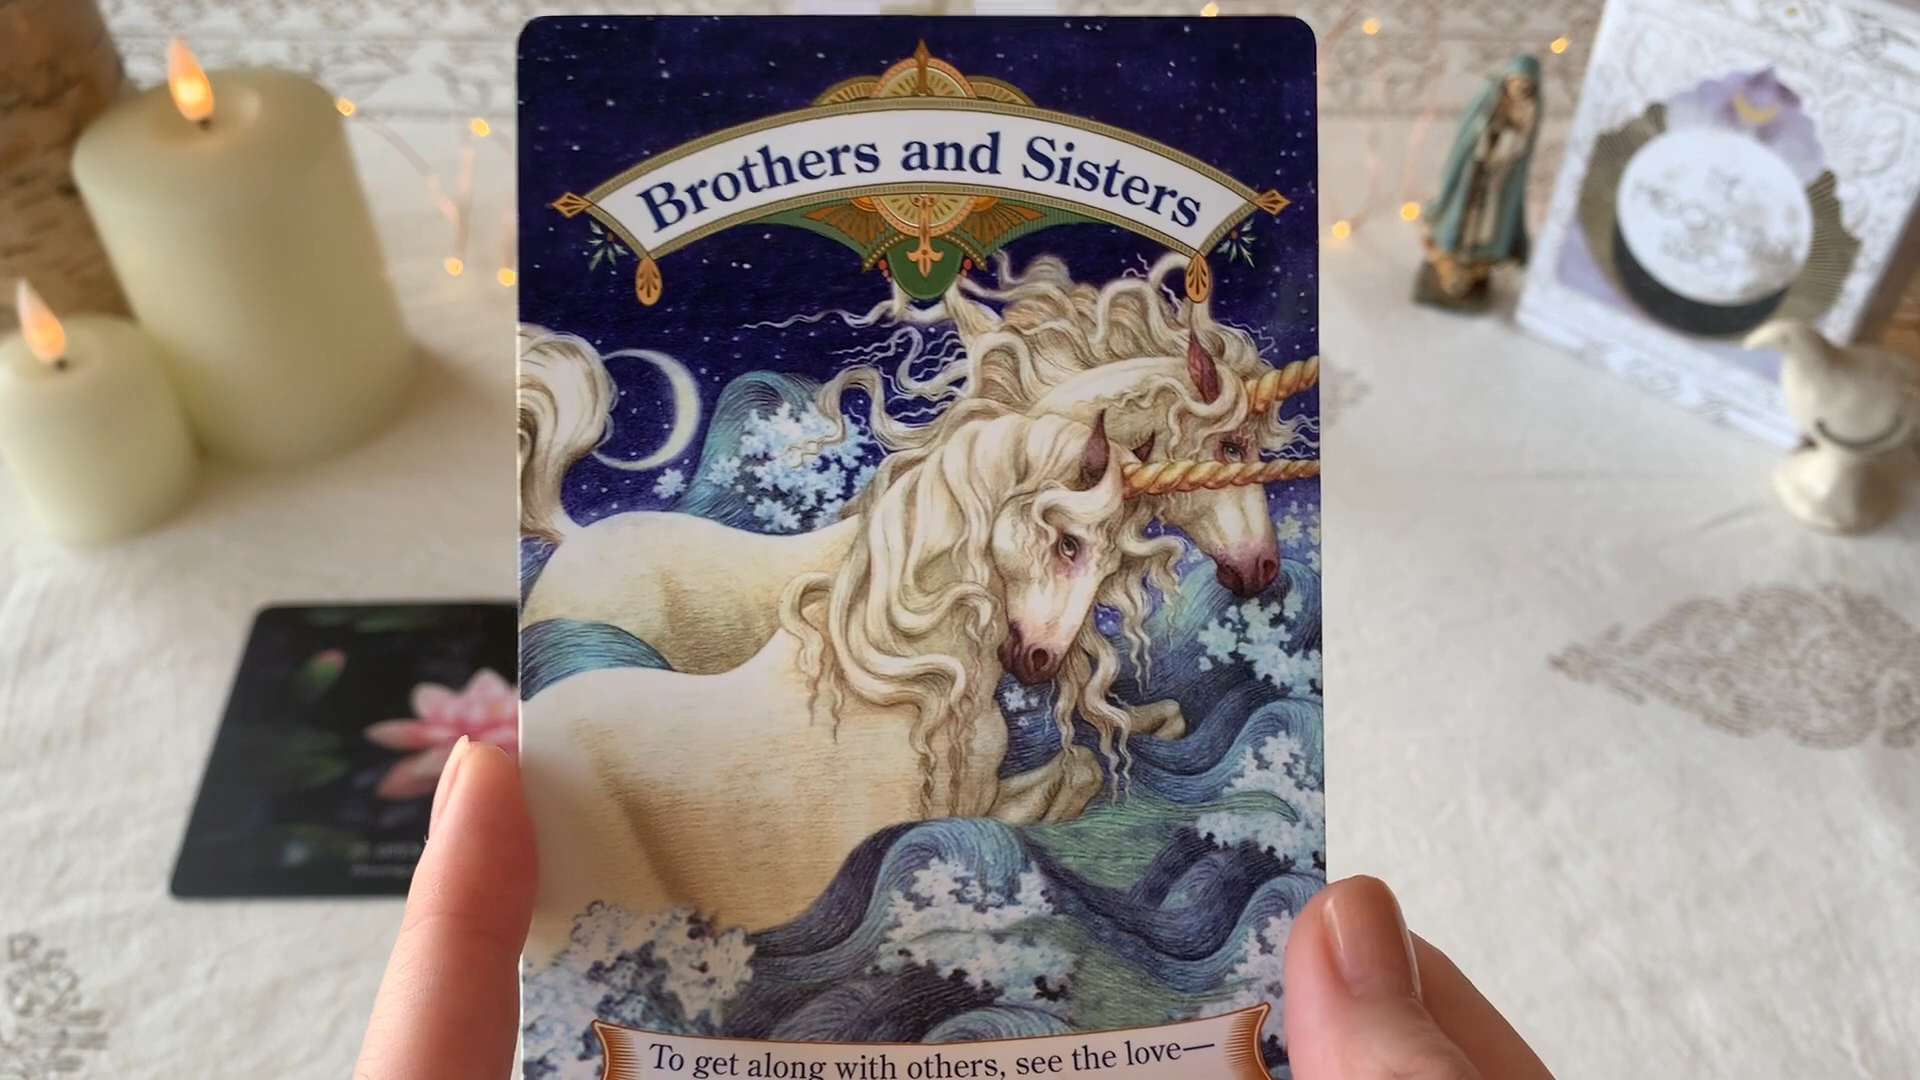 Brothers and Sisters
To get along with others, see the love—